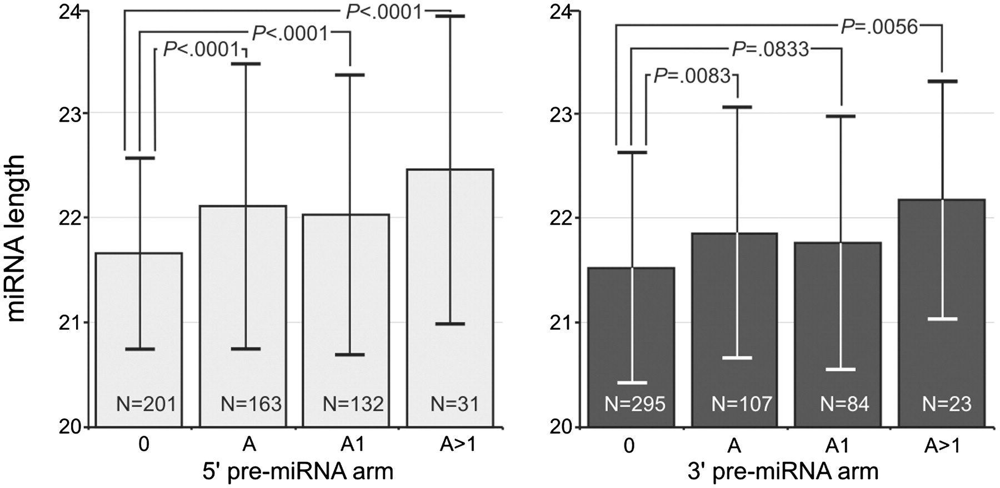 miRNA length
24
23
22
21
20
P<.0001
P<.0001
P<.0001
N=201
N=163
N=132
N=31
0
A
A1
A>1
5' pre-miRNA arm
24
23
22
21
20
P=.0056
P=.0833
P=.0083
N=295
N=107
N=84
N=23
0
A
A1
A>1
3' pre-miRNA arm